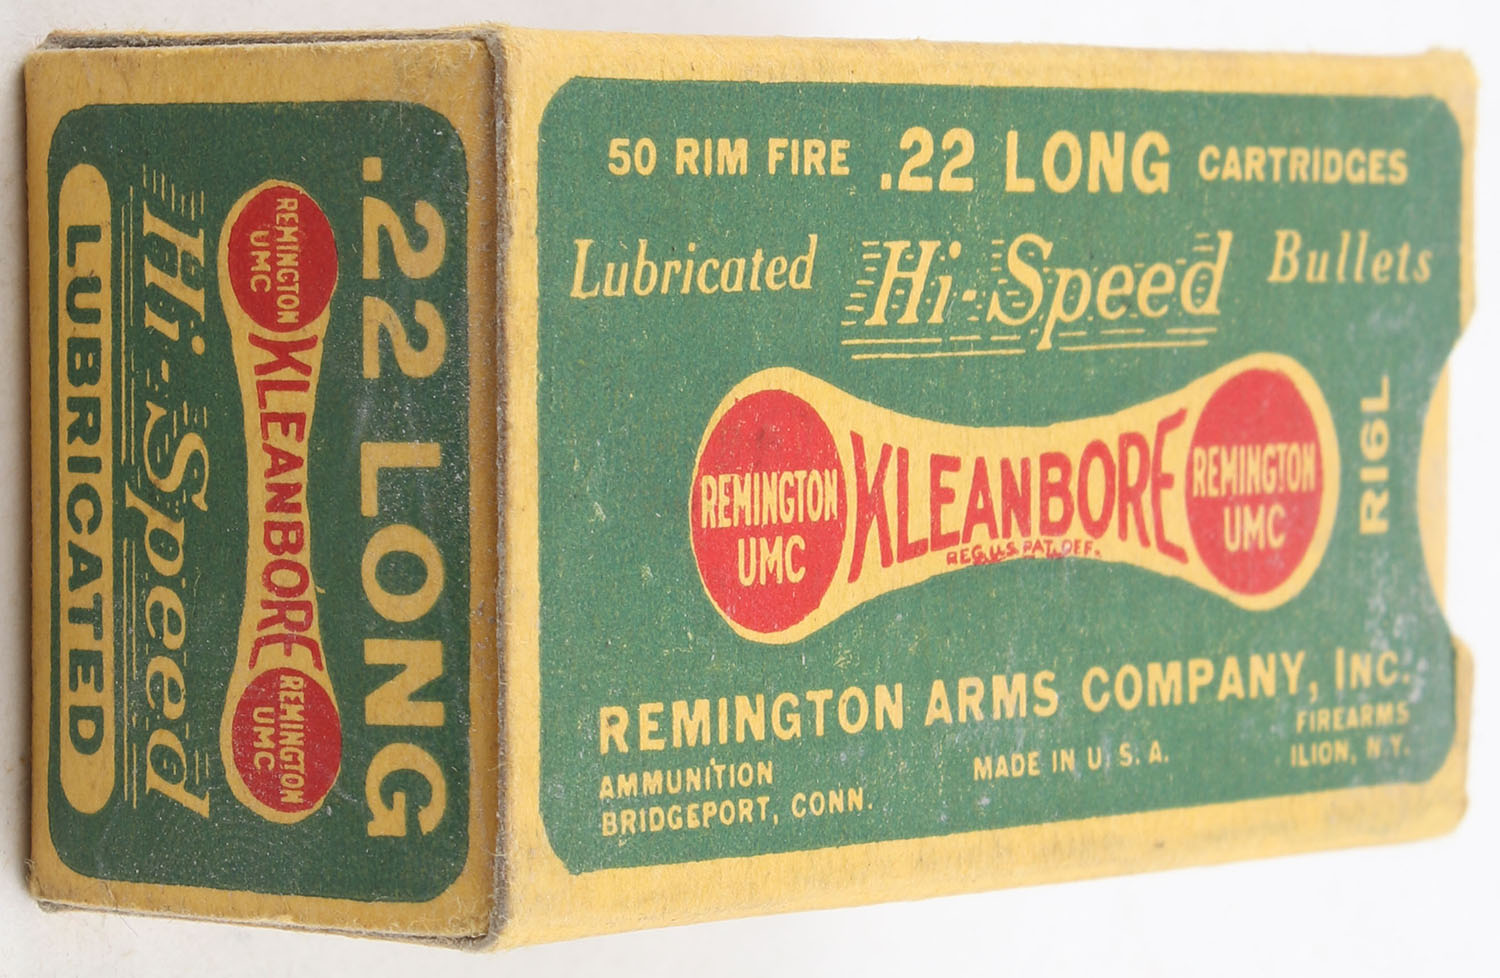 .22 LONG
REMINGTON UMC KLEANBORE REMINGTON UMC
Hi-Speed
LUBRICATED
50 RIM FIRE .22 LONG CARTRIDGES
Lubricated Hi-Speed Bullets
REMINGTON UMC KLEANBORE REMINGTON UMC
REG. U.S. PAT. OFF.
R16L
REMINGTON ARMS COMPANY, INC.
AMMUNITION
BRIDGEPORT, CONN.
MADE IN U.S.A.
FIREARMS
ILION, N.Y.